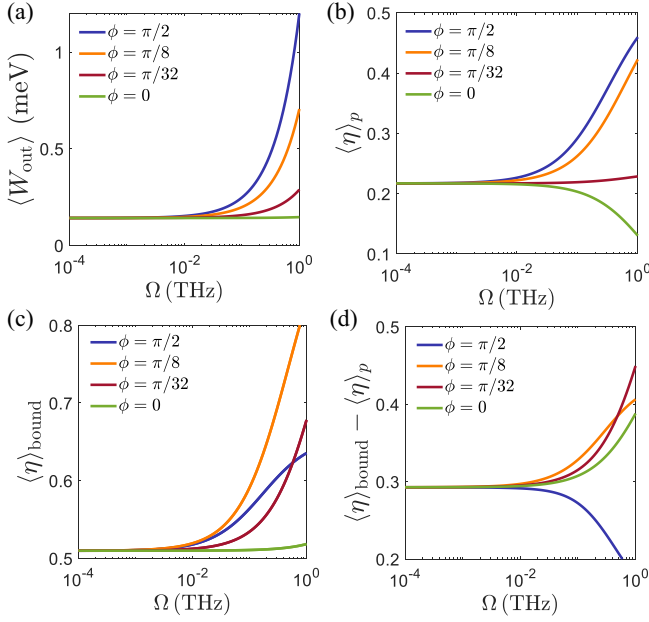 (a)
ϕ = π/2
ϕ = π/8
ϕ = π/32
ϕ = 0
⟨W_out⟩ (meV)
1
0.5
0
10^-4
10^-2
10^0
Ω (THz)
(b)
ϕ = π/2
ϕ = π/8
ϕ = π/32
ϕ = 0
⟨η⟩_p
0.5
0.4
0.3
0.2
0.1
10^-4
10^-2
10^0
Ω (THz)
(c)
ϕ = π/2
ϕ = π/8
ϕ = π/32
ϕ = 0
⟨η⟩_bound
0.8
0.7
0.6
0.5
10^-4
10^-2
10^0
Ω (THz)
(d)
ϕ = π/2
ϕ = π/8
ϕ = π/32
ϕ = 0
⟨η⟩_bound − ⟨η⟩_p
0.5
0.4
0.3
0.2
10^-4
10^-2
10^0
Ω (THz)